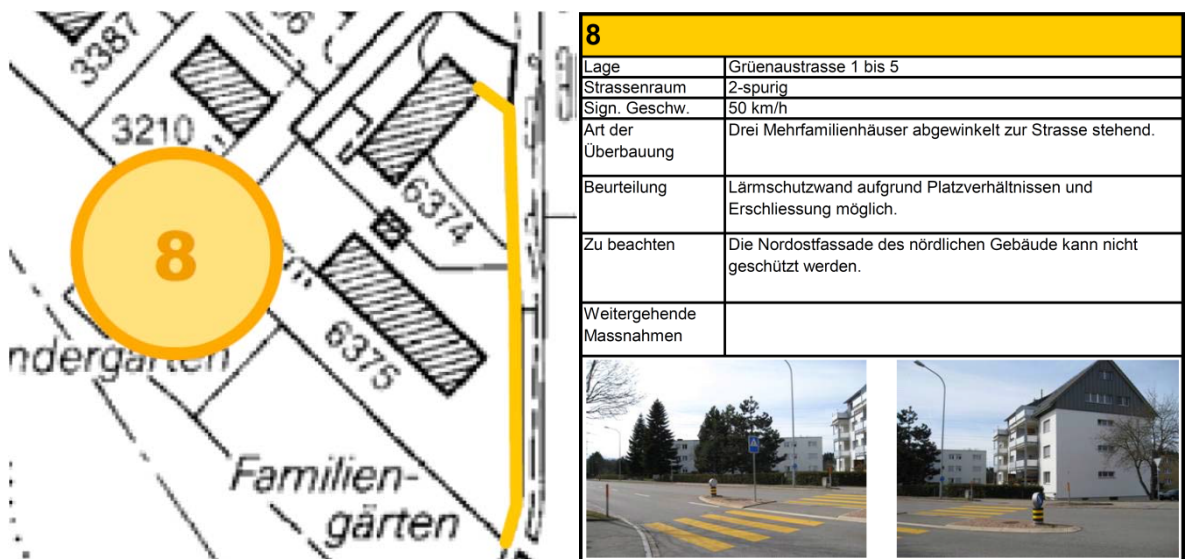 3387
3210
8
6374
6375
ndergärten
Familien-
gärten
8
Lage Grüenaustrasse 1 bis 5
Strassenraum 2-spurig
Sign. Geschw. 50 km/h
Art der Überbauung Drei Mehrfamilienhäuser abgewinkelt zur Strasse stehend.
Beurteilung Lärmschutzwand aufgrund Platzverhältnissen und
Erschliessung möglich.
Zu beachten Die Nordostfassade des nördlichen Gebäude kann nicht
geschützt werden.
Weitergehende
Massnahmen